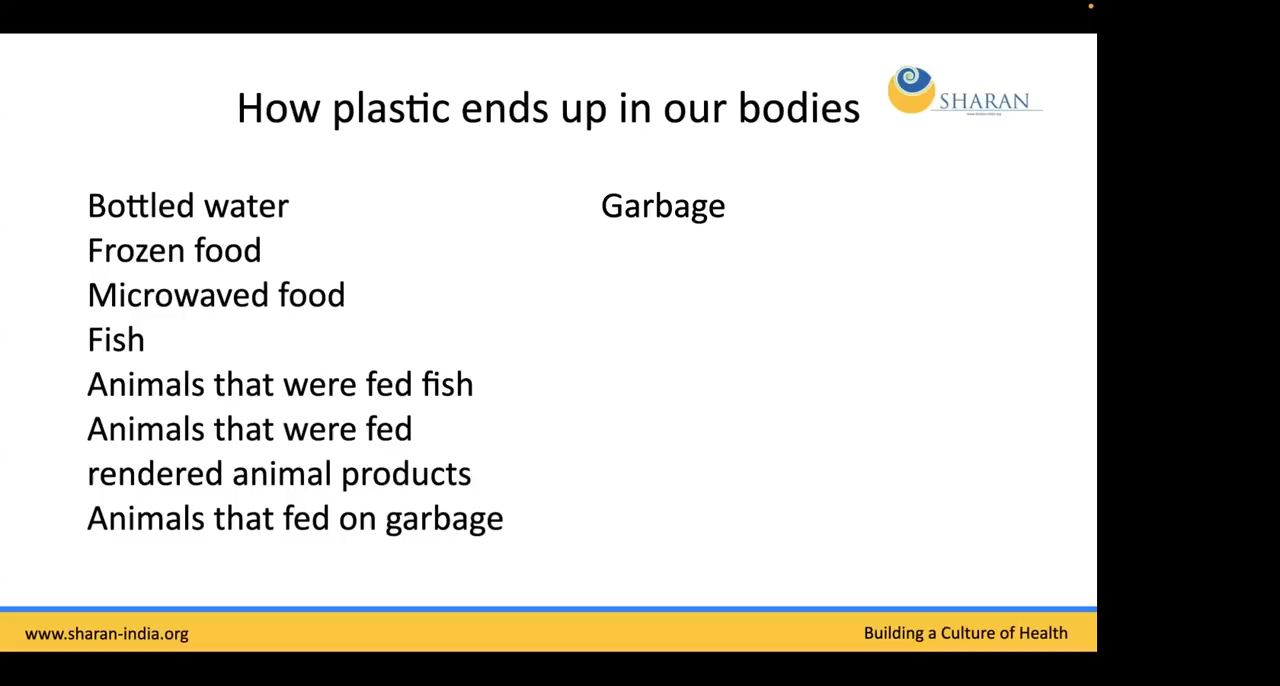 How plastic ends up in our bodies
SHARAN
Bottled water
Frozen food
Microwaved food
Fish
Animals that were fed fish
Animals that were fed
rendered animal products
Animals that fed on garbage
Garbage
www.sharan-india.org
Building a Culture of Health